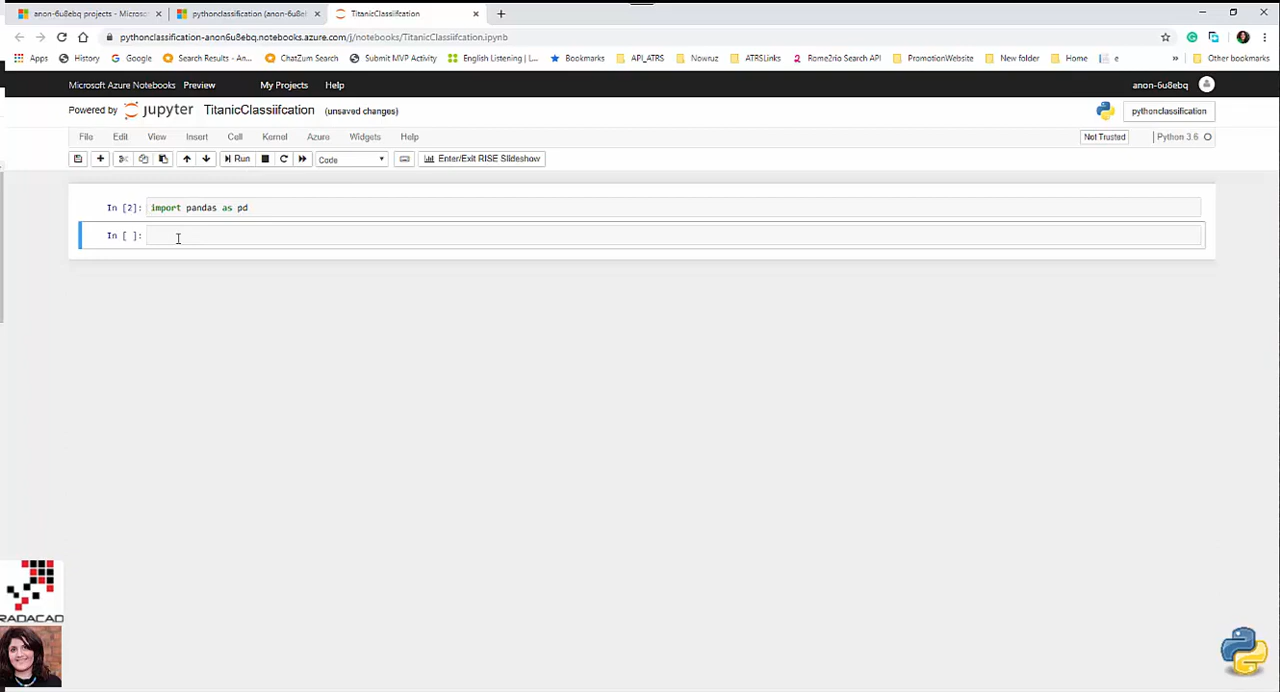 anon-6u8ebq projects - Microso
pythonclassification (anon-6u8eb
TitanicClassiifcation
pythonclassification-anon6u8ebq.notebooks.azure.com/j/notebooks/TitanicClassiifcation.ipynb
Apps History Google Search Results - An... ChatZum Search Submit MVP Activity English Listening | L... Bookmarks API_ATRS Nowruz ATRSLinks Rome2rio Search API PromotionWebsite New folder Home e » Other bookmarks
Microsoft Azure Notebooks Preview My Projects Help anon-6u8ebq
Powered by jupyter TitanicClassiifcation (unsaved changes) pythonclassification
File Edit View Insert Cell Kernel Azure Widgets Help Not Trusted Python 3.6
Run Code Enter/Exit RISE Slideshow
In [2]: import pandas as pd
In [ ]:
RADACAD